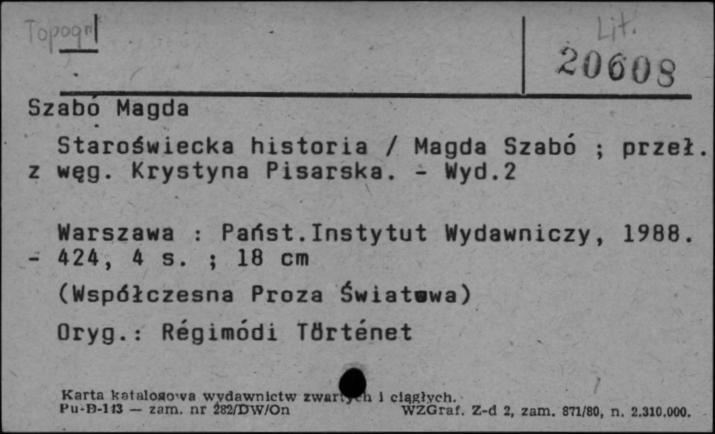 Topogr
Lit.
20608
Szabó Magda
Staroświecka historia / Magda Szabó ; przeł.
z węg. Krystyna Pisarska. - Wyd.2
Warszawa : Państ.Instytut Wydawniczy, 1988.
- 424, 4 s. ; 18 cm
(Współczesna Proza Światowa)
Oryg.: Régimódi Történet
Karta katalogowa wydawnictw zwartych i ciągłych.
Pu-D-113 — zam. nr 282/DW/On WZGraf. Z-d 2, zam. 871/80, n. 2.310.000.